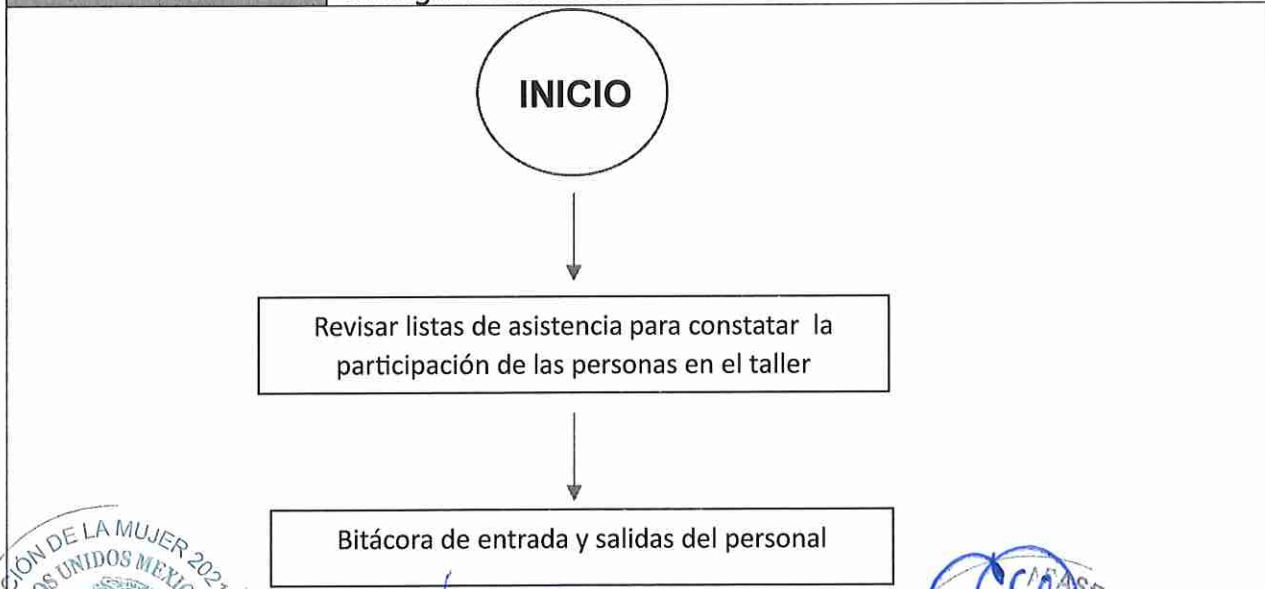 INICIO
Revisar listas de asistencia para constatar la
participación de las personas en el taller
Bitácora de entrada y salidas del personal
DE LA MUJER
UNIDOS